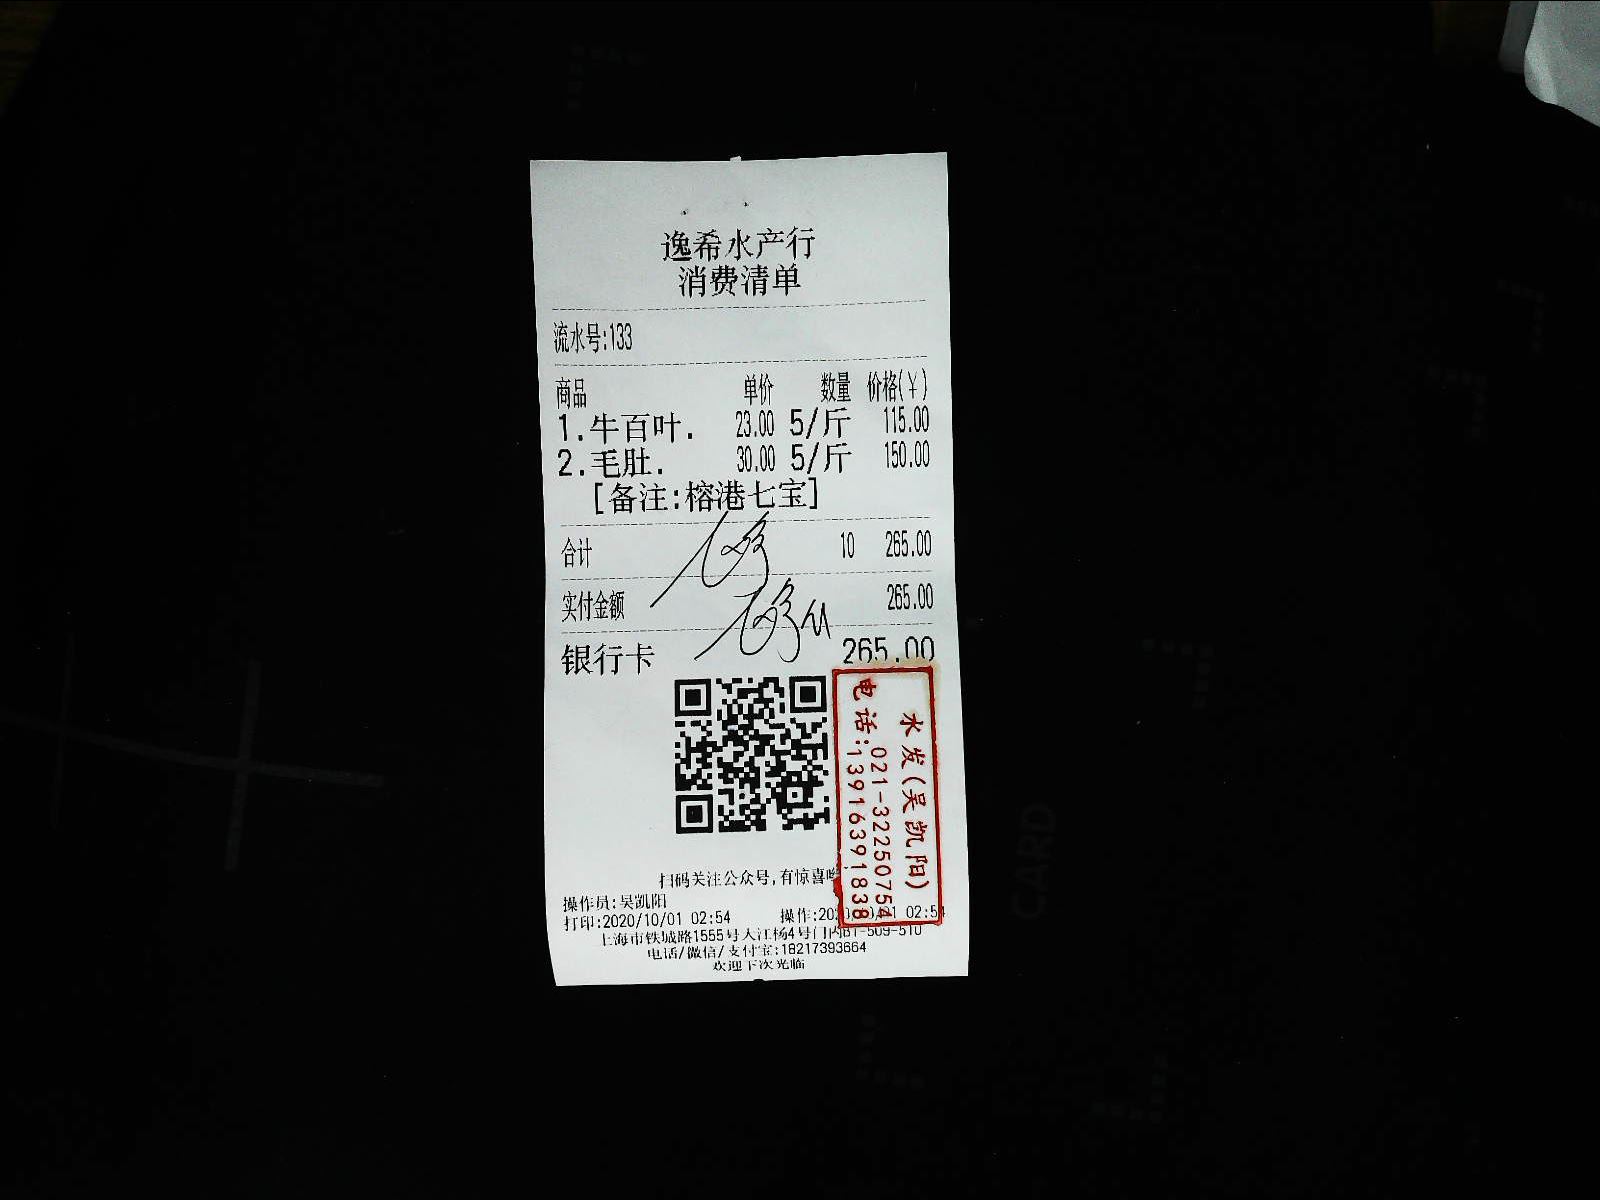 逸希水产行
消费清单
流水号:133
商品 单价 数量 价格(¥)
1.牛百叶. 23.00 5/斤 115.00
2.毛肚. 30.00 5/斤 150.00
[备注:榕港七宝]
合计 10 265.00
实付金额 265.00
银行卡 265.00
水发(吴凯阳)
电话:021-32250754
13916391838
扫码关注公众号,有惊喜
操作员:吴凯阳
打印:2020/10/01 02:54 操作:2020/10/01 02:54
上海市铁城路1555号大江杨4号门内B1-509-510
电话/微信/支付宝:18217393664
欢迎下次光临
CARD